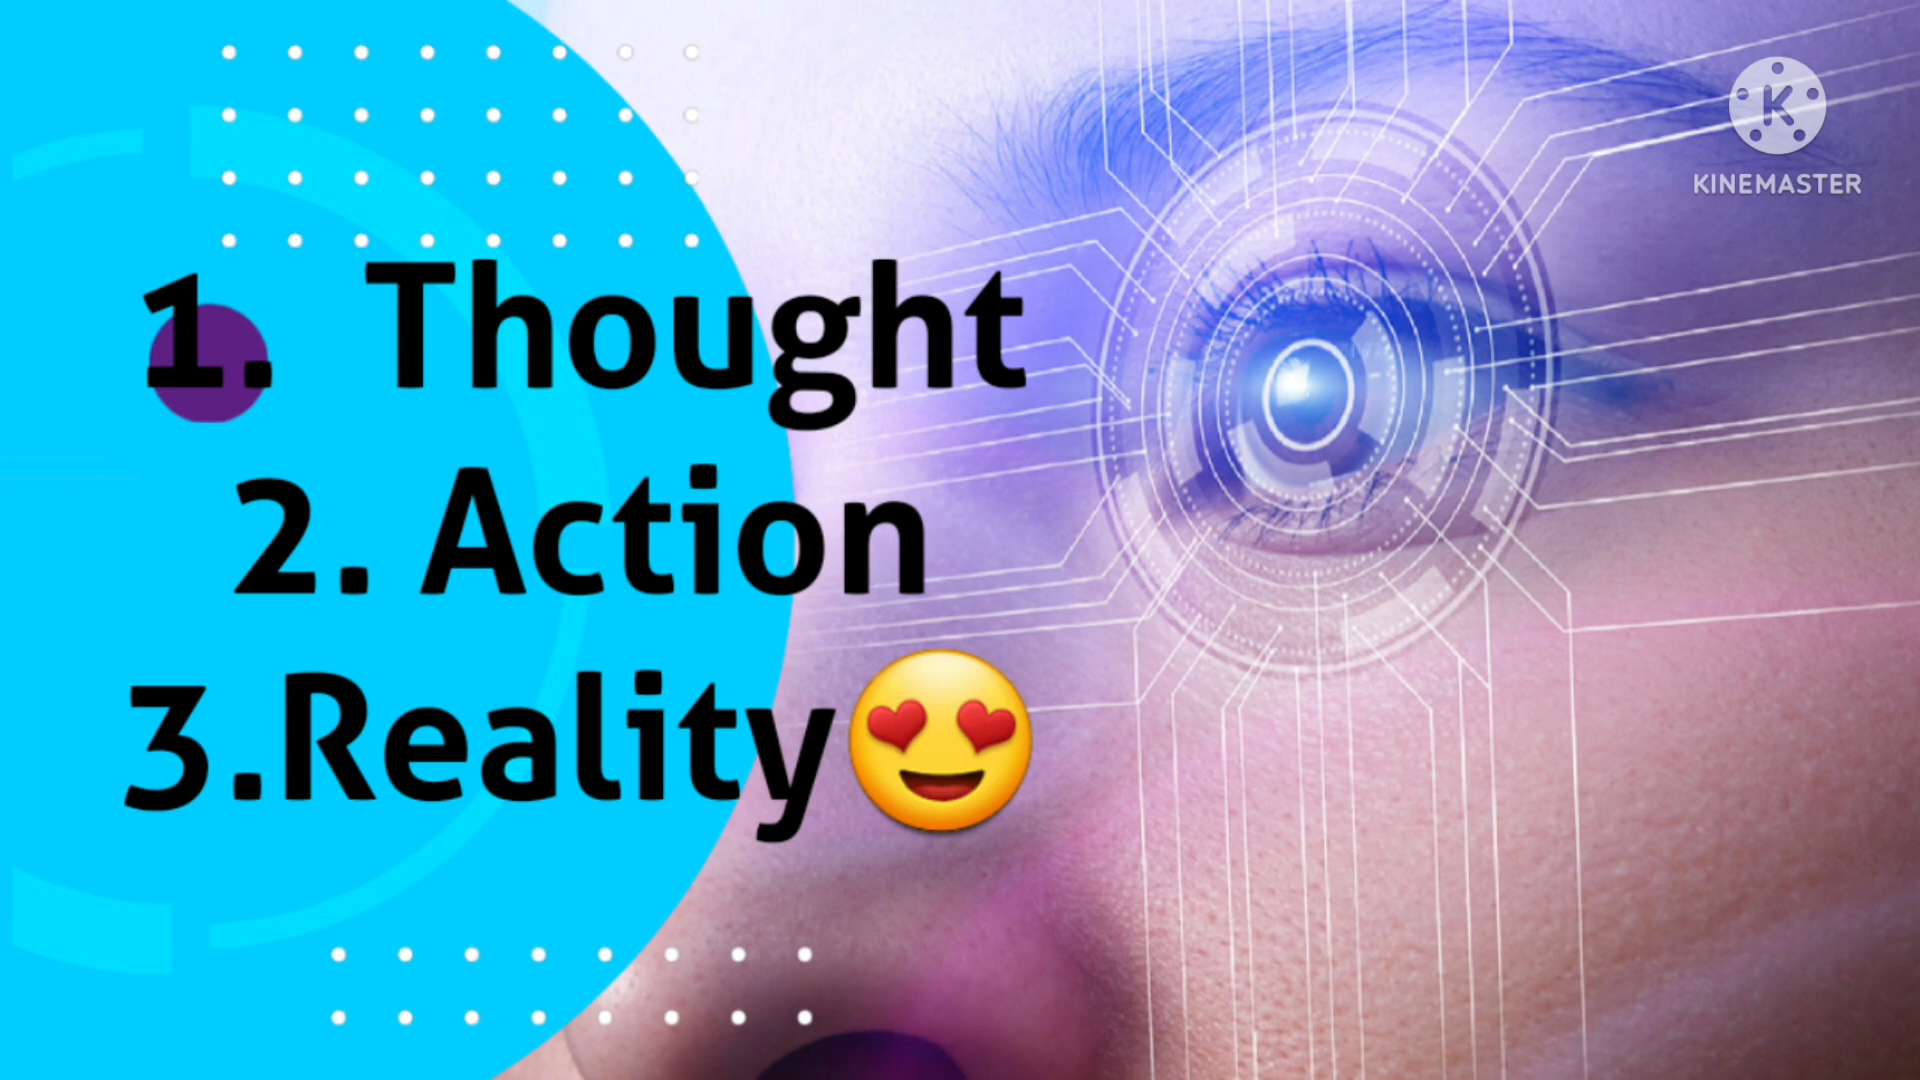 1. Thought
2. Action
3.Reality😍
K
KINEMASTER